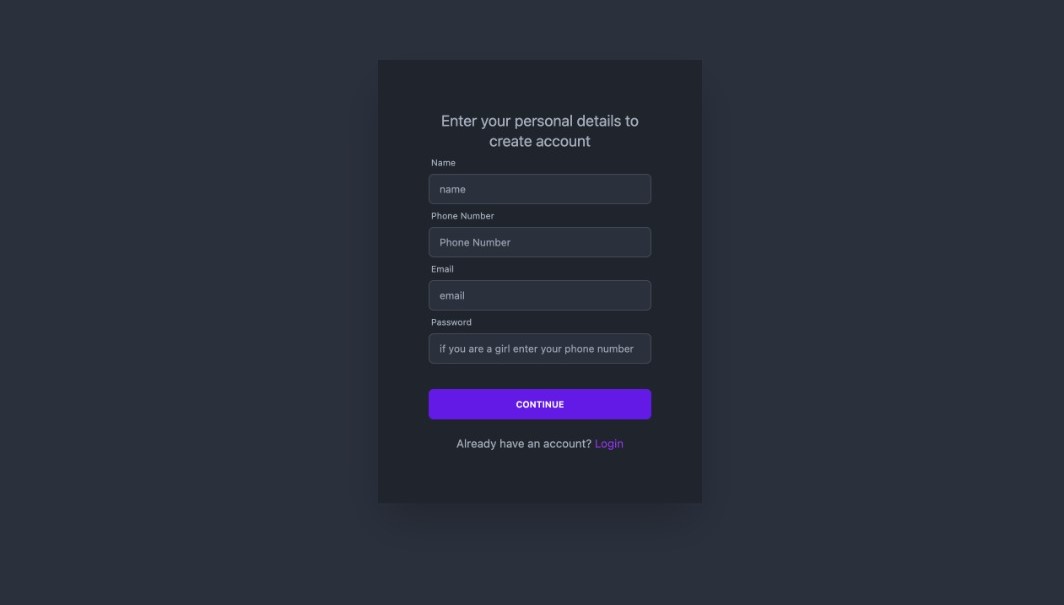 Enter your personal details to
create account
Name
name
Phone Number
Phone Number
Email
email
Password
if you are a girl enter your phone number
CONTINUE
Already have an account? Login